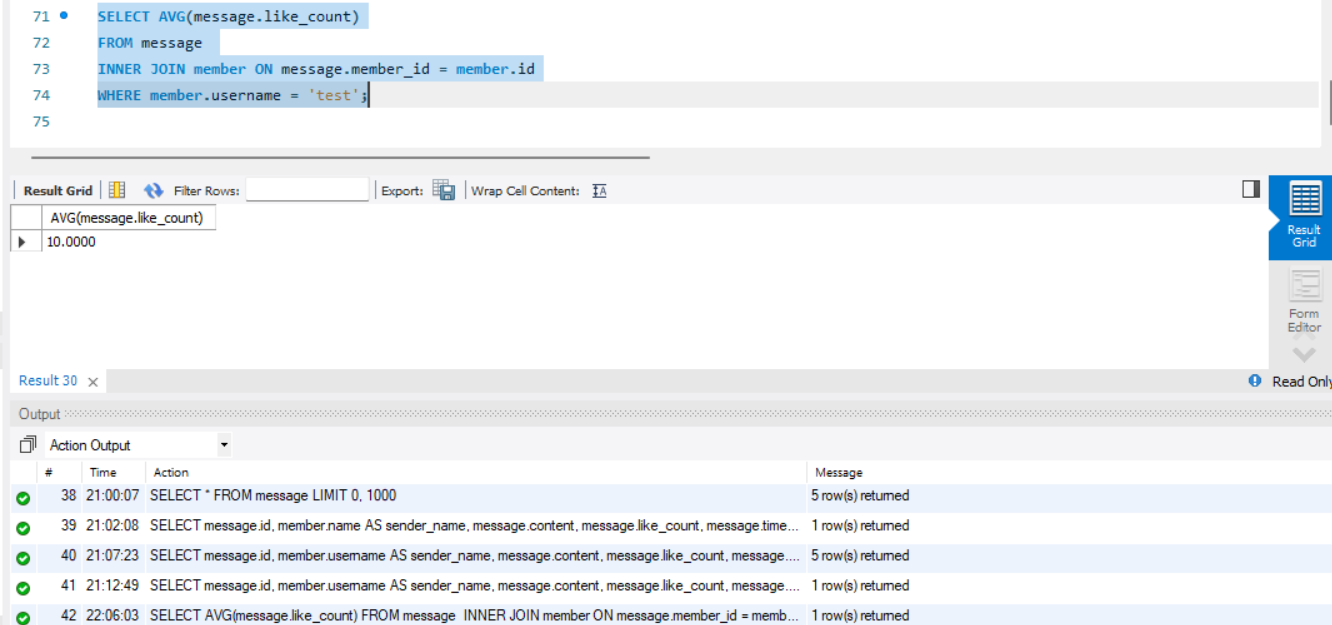 71 SELECT AVG(message.like_count)
72 FROM message
73 INNER JOIN member ON message.member_id = member.id
74 WHERE member.username = 'test';
75
Result Grid Filter Rows: Export: Wrap Cell Content: IA
AVG(message.like_count)
10.0000
Result Grid
Form Editor
Result 30 ×
Read Only
Output
Action Output
# Time Action Message
38 21:00:07 SELECT * FROM message LIMIT 0, 1000 5 row(s) returned
39 21:02:08 SELECT message.id, member.name AS sender_name, message.content, message.like_count, message.time... 1 row(s) returned
40 21:07:23 SELECT message.id, member.username AS sender_name, message.content, message.like_count, message.... 5 row(s) returned
41 21:12:49 SELECT message.id, member.username AS sender_name, message.content, message.like_count, message.... 1 row(s) returned
42 22:06:03 SELECT AVG(message.like_count) FROM message INNER JOIN member ON message.member_id = memb... 1 row(s) returned